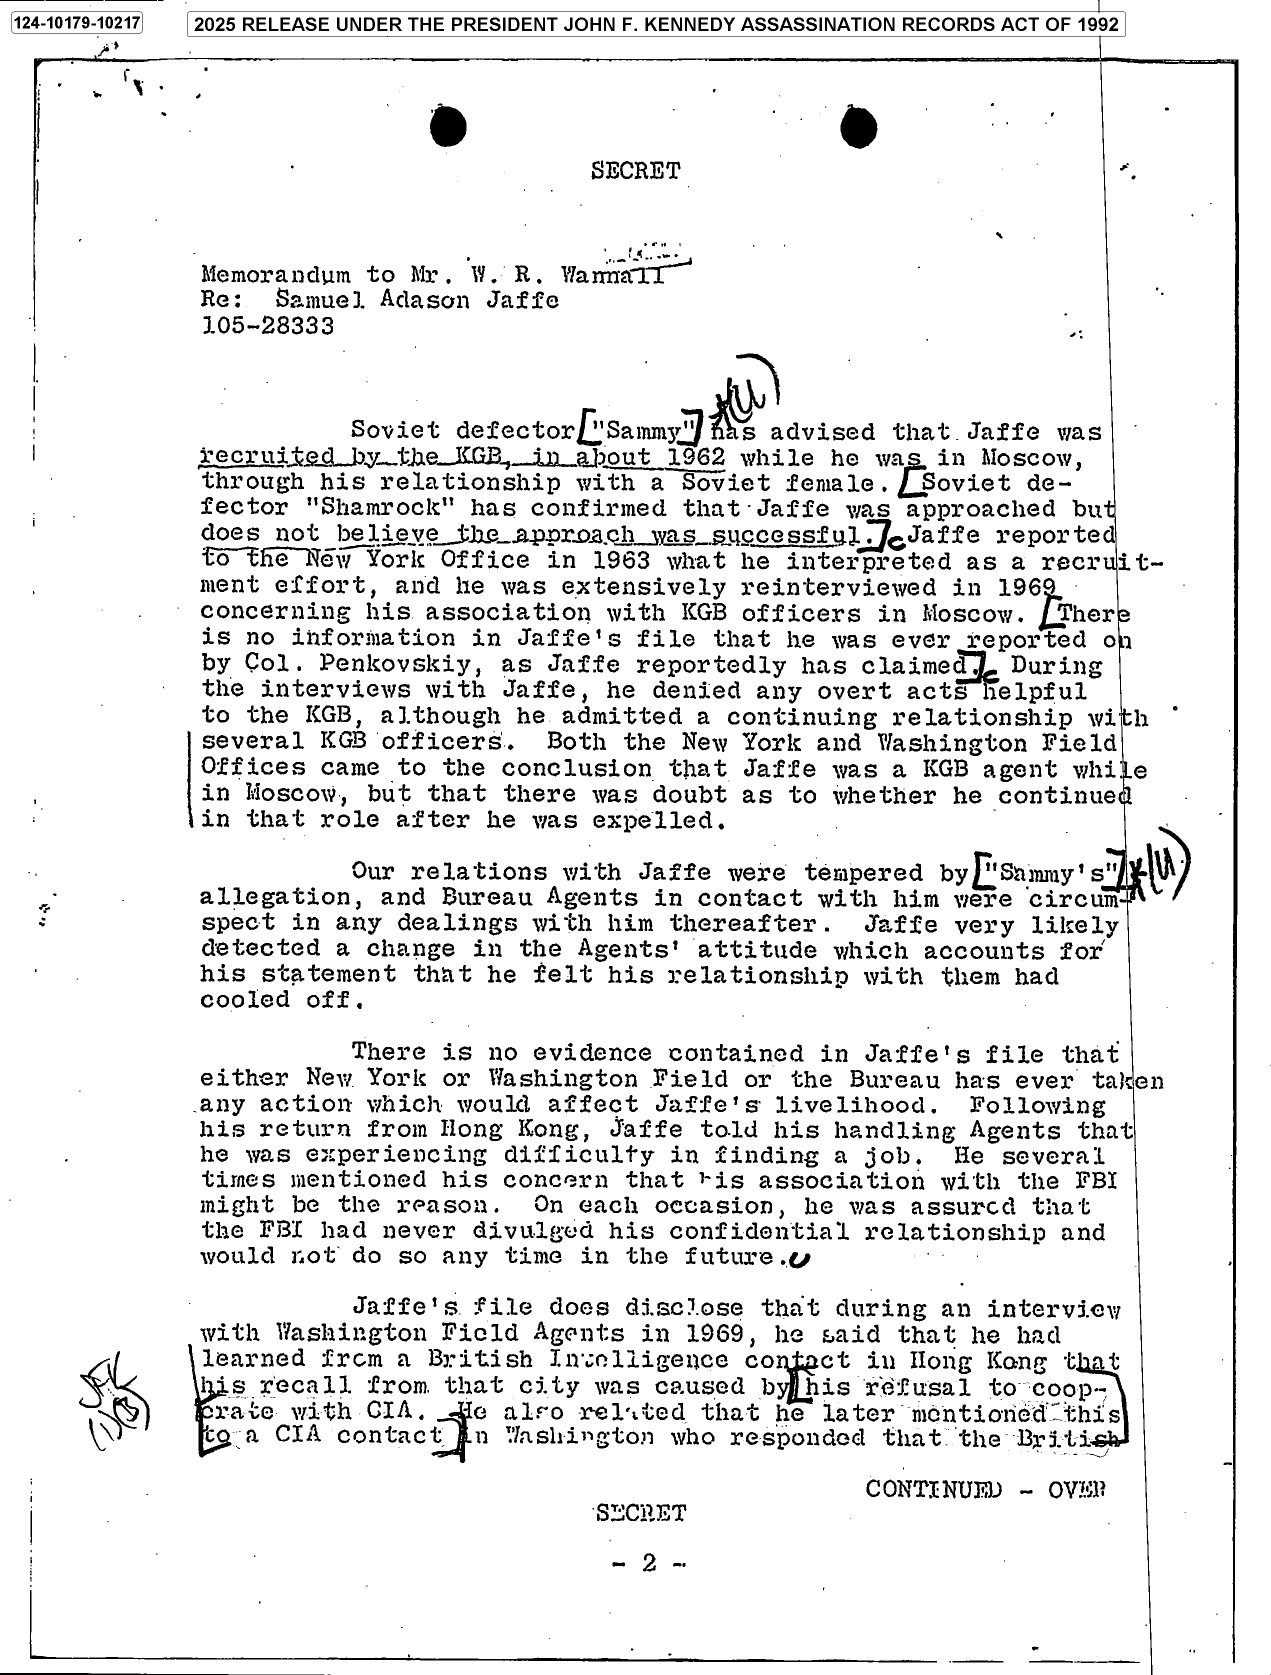 124-10179-10217
2025 RELEASE UNDER THE PRESIDENT JOHN F. KENNEDY ASSASSINATION RECORDS ACT OF 1992
SECRET
Memorandum to Mr. W. R. Wannall
Re: Samuel Adason Jaffe
105-28333
*(U)
Soviet defector ["Sammy"] has advised that Jaffe was
recruited by the KGB, in about 1962 while he was in Moscow,
through his relationship with a Soviet female. [Soviet de-
fector "Shamrock" has confirmed that Jaffe was approached but
does not believe the approach was successful.]c Jaffe reported
to the New York Office in 1963 what he interpreted as a recruit-
ment effort, and he was extensively reinterviewed in 1969
concerning his association with KGB officers in Moscow. [There
is no information in Jaffe's file that he was ever reported on
by Col. Penkovskiy, as Jaffe reportedly has claimed.]c During
the interviews with Jaffe, he denied any overt acts helpful
to the KGB, although he admitted a continuing relationship with
several KGB officers. Both the New York and Washington Field
Offices came to the conclusion that Jaffe was a KGB agent while
in Moscow, but that there was doubt as to whether he continued
in that role after he was expelled.
Our relations with Jaffe were tempered by ["Sammy's"] *(U)
allegation, and Bureau Agents in contact with him were circum-
spect in any dealings with him thereafter. Jaffe very likely
detected a change in the Agents' attitude which accounts for
his statement that he felt his relationship with them had
cooled off.
There is no evidence contained in Jaffe's file that
either New York or Washington Field or the Bureau has ever taken
any action which would affect Jaffe's livelihood. Following
his return from Hong Kong, Jaffe told his handling Agents that
he was experiencing difficulty in finding a job. He several
times mentioned his concern that his association with the FBI
might be the reason. On each occasion, he was assured that
the FBI had never divulged his confidential relationship and
would not do so any time in the future. U
Jaffe's file does disclose that during an interview
with Washington Field Agents in 1969, he said that he had
learned from a British Intelligence contact in Hong Kong that
his recall from that city was caused by [his refusal to coop-
erate with CIA. He also related that he later mentioned this
to a CIA contact] in Washington who responded that the British
JFK
CONTINUED - OVER
SECRET
- 2 -